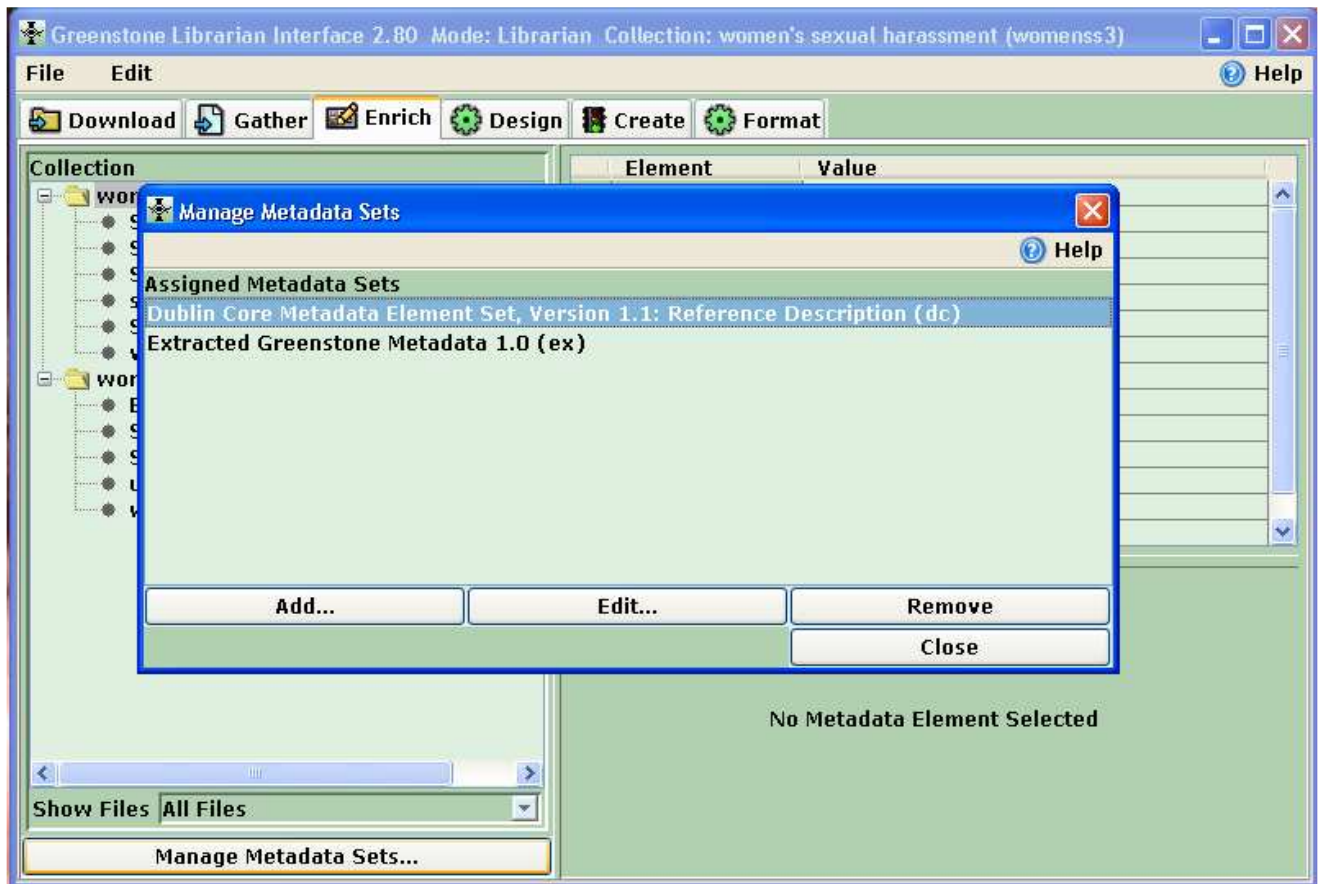 Greenstone Librarian Interface 2.80 Mode: Librarian Collection: women's sexual harassment (womenss3)
File Edit Help
Download Gather Enrich Design Create Format
Collection Element Value
Manage Metadata Sets
Help
Assigned Metadata Sets
Dublin Core Metadata Element Set, Version 1.1: Reference Description (dc)
Extracted Greenstone Metadata 1.0 (ex)
Add... Edit... Remove
Close
No Metadata Element Selected
Show Files All Files
Manage Metadata Sets...